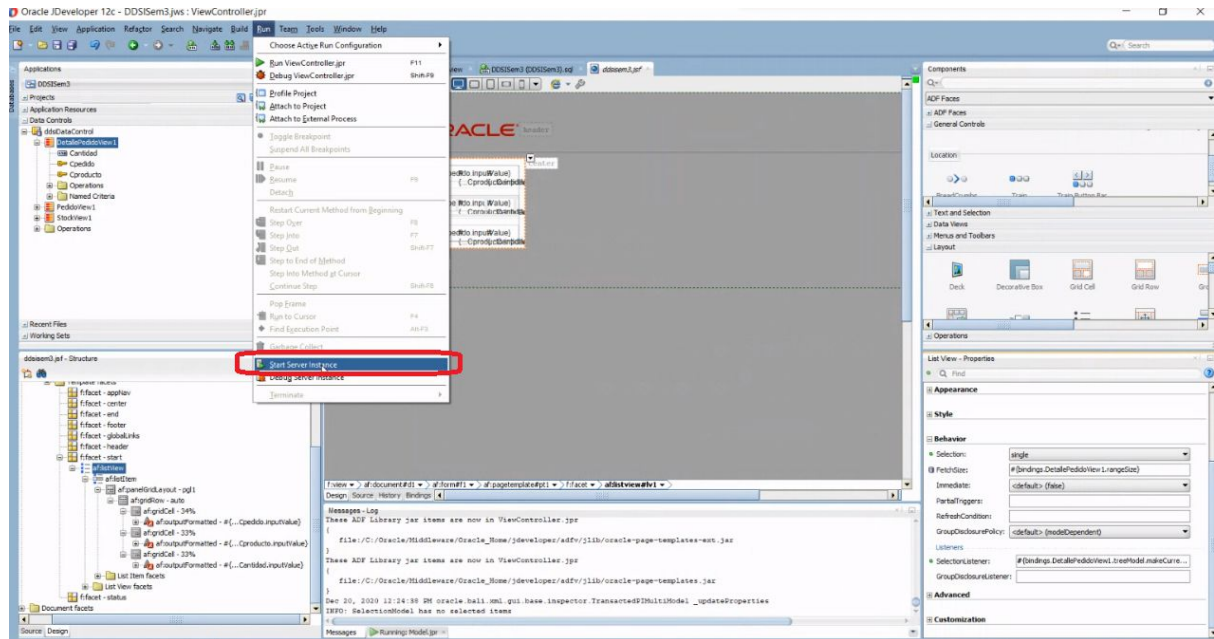 Oracle JDeveloper 12c - DDSISem3.jws : ViewController.jpr
File Edit View Application Refactor Search Navigate Build Run Team Tools Window Help
Search
Applications
DDSISem3
Projects
Application Resources
Data Controls
ddsiDataControl
DetallePedidoView1
Cantidad
Cpedido
Cproducto
Operations
Named Criteria
PedidoView1
StockView1
Operations
Recent Files
Working Sets
Databases
Choose Active Run Configuration
Run ViewController.jpr F11
Debug ViewController.jpr Shift-F9
Profile Project
Attach to Project
Attach to External Process
Toggle Breakpoint
Suspend All Breakpoints
Pause
Resume F9
Detach
Restart Current Method from Beginning
Step Over F8
Step Into F7
Step Out Shift-F7
Step to End of Method
Step Into Method at Cursor
Continue Step Shift-F8
Pop Frame
Run to Cursor F4
Find Execution Point Alt-F3
Garbage Collect
Start Server Instance
Debug Server Instance
Terminate
DDSISem3 (DDSISem3).sql
ddsisem3.jsf
header
footer
Components
ADF Faces
ADF Faces
General Controls
Location
BreadCrumbs Train Train Button Bar
Text and Selection
Data Views
Menus and Toolbars
Layout
Deck Decorative Box Grid Cell Grid Row
Operations
ddsisem3.jsf - Structure
Template facets
f:facet - appNav
f:facet - center
f:facet - end
f:facet - footer
f:facet - globalLinks
f:facet - header
f:facet - start
af:listView
af:listItem
af:panelGridLayout - pgl1
af:gridRow - auto
af:gridCell - 34%
af:outputFormatted - #{...Cpedido.inputValue}
af:gridCell - 33%
af:outputFormatted - #{...Cproducto.inputValue}
af:gridCell - 33%
af:outputFormatted - #{...Cantidad.inputValue}
List Item facets
List View facets
f:facet - status
Document facets
Source Design
f:view af:document#d1 af:form#f1 af:pagetemplate#pt1 f:facet af:listview#lv1
Design Source History Bindings
Messages - Log
These ADF Library jar items are now in ViewController.jpr
{
file:/C:/Oracle/Middleware/Oracle_Home/jdeveloper/adfv/jlib/oracle-page-templates-ext.jar
}
These ADF Library jar items are now in ViewController.jpr
{
file:/C:/Oracle/Middleware/Oracle_Home/jdeveloper/adfv/jlib/oracle-page-templates.jar
}
Dec 20, 2020 12:24:38 PM oracle.bali.xml.gui.base.inspector.TransactedPIMultiModel _updateProperties
INFO: SelectionModel has no selected items
Messages Running: Model.jpr
List View - Properties
Find
Appearance
Style
Behavior
Selection: single
FetchSize: #{bindings.DetallePedidoView1.rangeSize}
Immediate: <default> (false)
PartialTriggers:
RefreshCondition:
GroupDisclosurePolicy: <default> (modelDependent)
Listeners
SelectionListener: #{bindings.DetallePedidoView1.treeModel.makeCurre...
GroupDisclosureListener:
Advanced
Customization